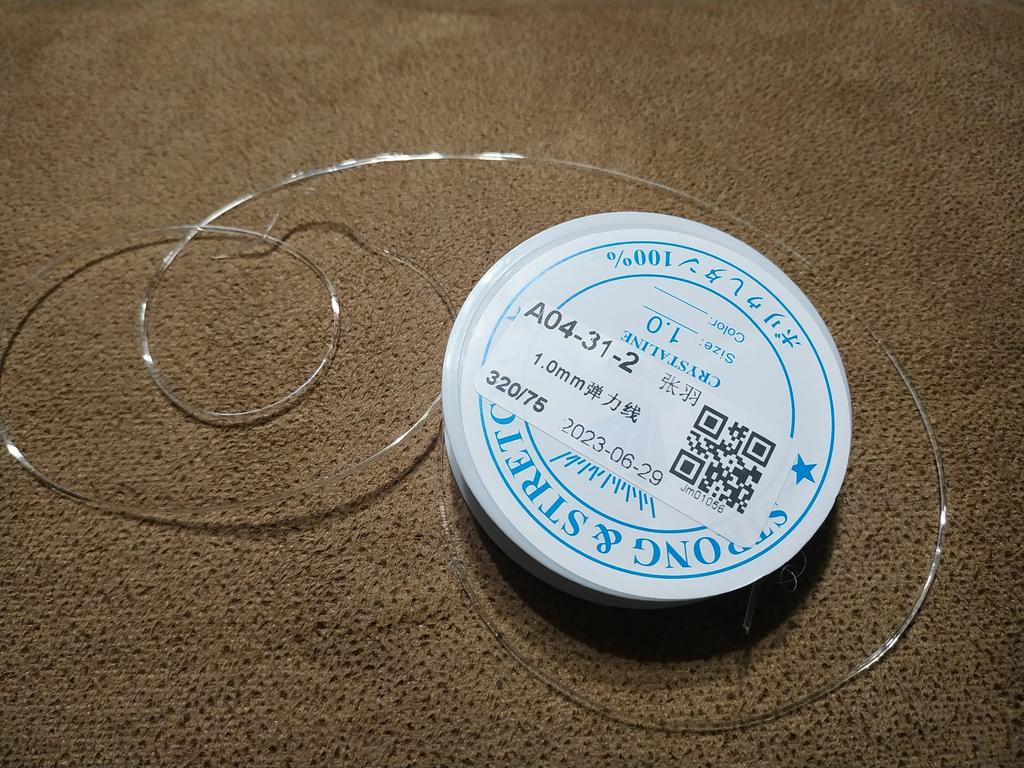 A04-31-2
1.0mm弹力线 张羽
320/75
2023-06-29
Jm01056
STRONG & STRETC
CRYSTALINE
Size: 1.0
Color:
ポリウレタン100%